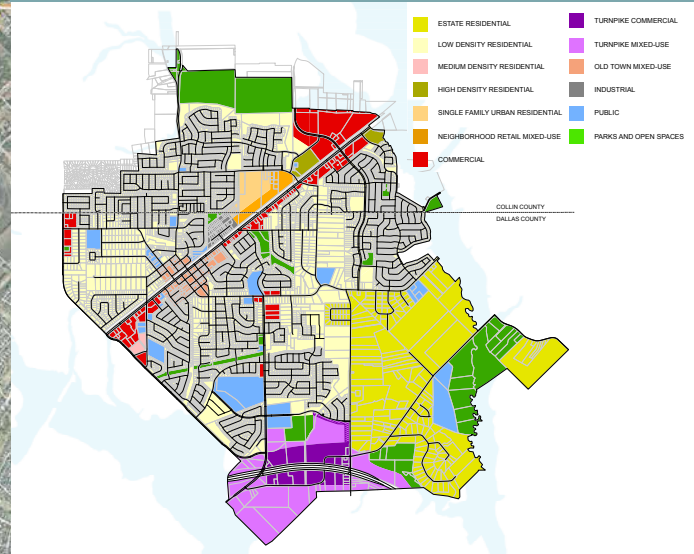 ESTATE RESIDENTIAL
LOW DENSITY RESIDENTIAL
MEDIUM DENSITY RESIDENTIAL
HIGH DENSITY RESIDENTIAL
SINGLE FAMILY URBAN RESIDENTIAL
NEIGHBORHOOD RETAIL MIXED-USE
COMMERCIAL
TURNPIKE COMMERCIAL
TURNPIKE MIXED-USE
OLD TOWN MIXED-USE
INDUSTRIAL
PUBLIC
PARKS AND OPEN SPACES
COLLIN COUNTY
DALLAS COUNTY